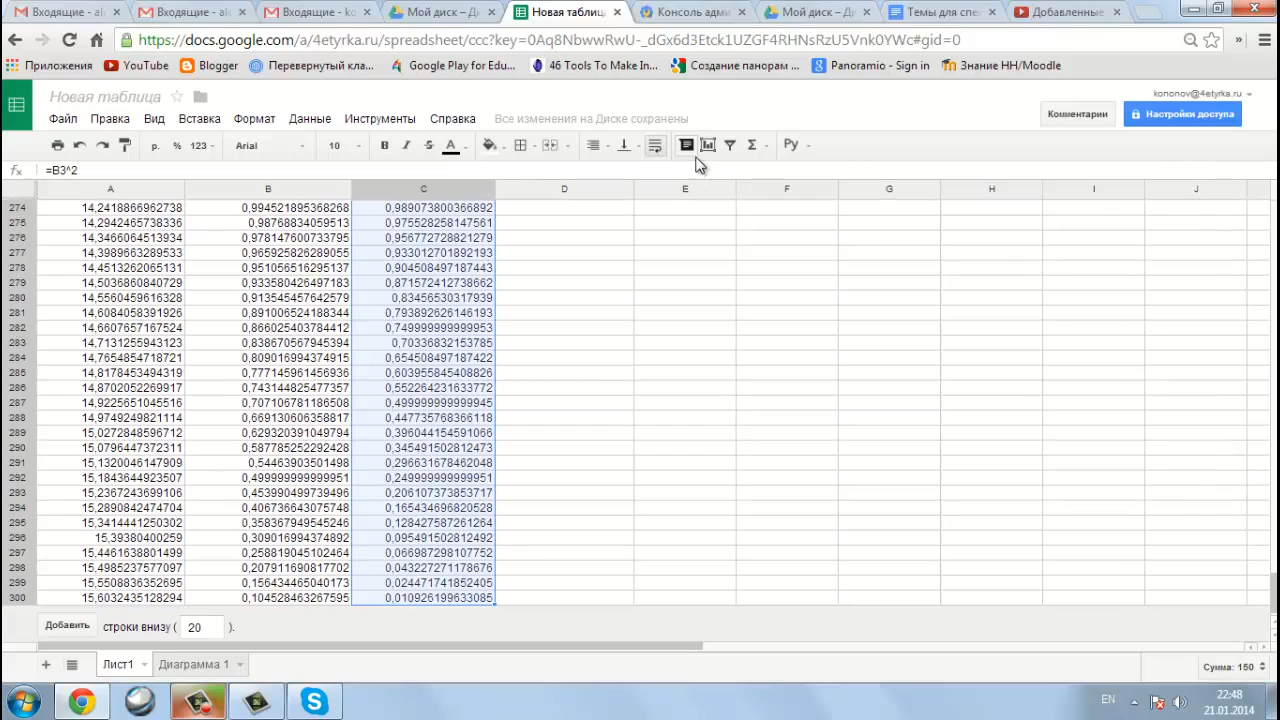 Входящие - ale
Входящие - ale
Входящие - ko
Мой диск – Д
Новая таблиц
Консоль адми
Мой диск – Д
Темы для спе
Добавленные
https://docs.google.com/a/4etyrka.ru/spreadsheet/ccc?key=0Aq8NbwwRwU-_dGx6d3Etck1UZGF4RHNsRzU5Vnk0YWc#gid=0
Приложения YouTube Blogger Перевернутый кла... Google Play for Edu... 46 Tools To Make In... Создание панорам ... Panoramio - Sign in Знание НН/Moodle »
Новая таблица
kononov@4etyrka.ru
Файл Правка Вид Вставка Формат Данные Инструменты Справка Все изменения на Диске сохранены
Комментарии Настройки доступа
р. % 123 Arial 10 B I S A Σ Ру
fx =B3^2
A B C D E F G H I J
274 14,2418866962738 0,994521895368268 0,989073800366892
275 14,2942465738336 0,98768834059513 0,975528258147561
276 14,3466064513934 0,978147600733795 0,956772728821279
277 14,3989663289533 0,965925826289055 0,933012701892193
278 14,4513262065131 0,951056516295137 0,904508497187443
279 14,5036860840729 0,933580426497183 0,871572412738662
280 14,5560459616328 0,913545457642579 0,83456530317939
281 14,6084058391926 0,891006524188344 0,793892626146193
282 14,6607657167524 0,866025403784412 0,749999999999953
283 14,7131255943123 0,838670567945394 0,70336832153785
284 14,7654854718721 0,809016994374915 0,654508497187422
285 14,8178453494319 0,777145961456936 0,603955845408826
286 14,8702052269917 0,743144825477357 0,552264231633772
287 14,9225651045516 0,707106781186508 0,499999999999945
288 14,9749249821114 0,669130606358817 0,447735768366118
289 15,0272848596712 0,629320391049794 0,396044154591066
290 15,0796447372311 0,587785252292428 0,345491502812473
291 15,1320046147909 0,54463903501498 0,296631678462048
292 15,1843644923507 0,499999999999951 0,249999999999951
293 15,2367243699106 0,453990499739496 0,206107373853717
294 15,2890842474704 0,406736643075748 0,165434696820528
295 15,3414441250302 0,358367949545246 0,128427587261264
296 15,39380400259 0,309016994374892 0,095491502812492
297 15,4461638801499 0,258819045102464 0,066987298107752
298 15,4985237577097 0,207911690817702 0,043227271178676
299 15,5508836352695 0,156434465040173 0,024471741852405
300 15,6032435128294 0,104528463267595 0,010926199633085
Добавить строки внизу ( 20 ).
Лист1 Диаграмма 1
Сумма: 150
EN
22:48
21.01.2014